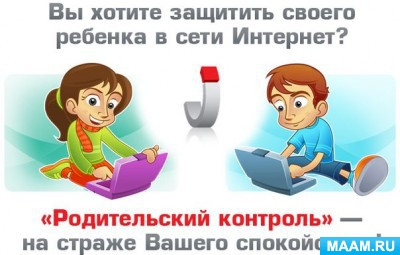 Вы хотите защитить своего
ребенка в сети Интернет?
«Родительский контроль» —
на страже Вашего
MAAM.RU